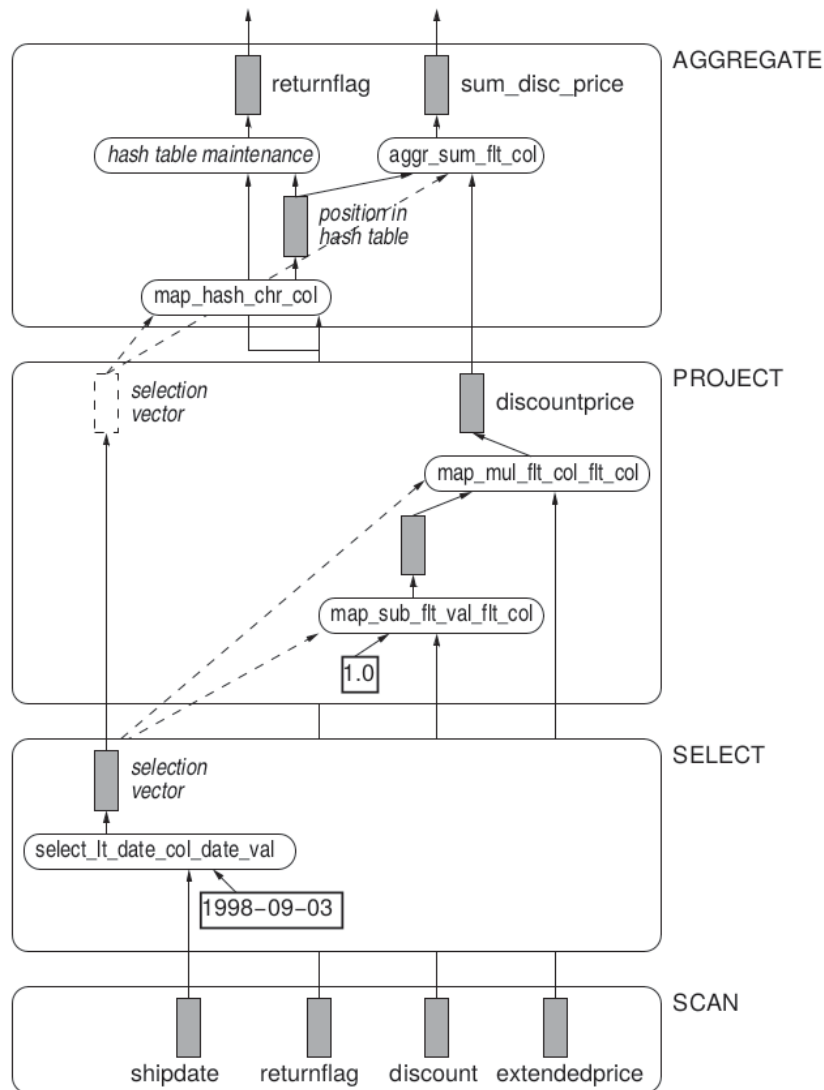 AGGREGATE
returnflag
sum_disc_price
hash table maintenance
aggr_sum_flt_col
position in
hash table
map_hash_chr_col
PROJECT
selection
vector
discountprice
map_mul_flt_col_flt_col
map_sub_flt_val_flt_col
1.0
SELECT
selection
vector
select_lt_date_col_date_val
1998−09−03
SCAN
shipdate
returnflag
discount
extendedprice